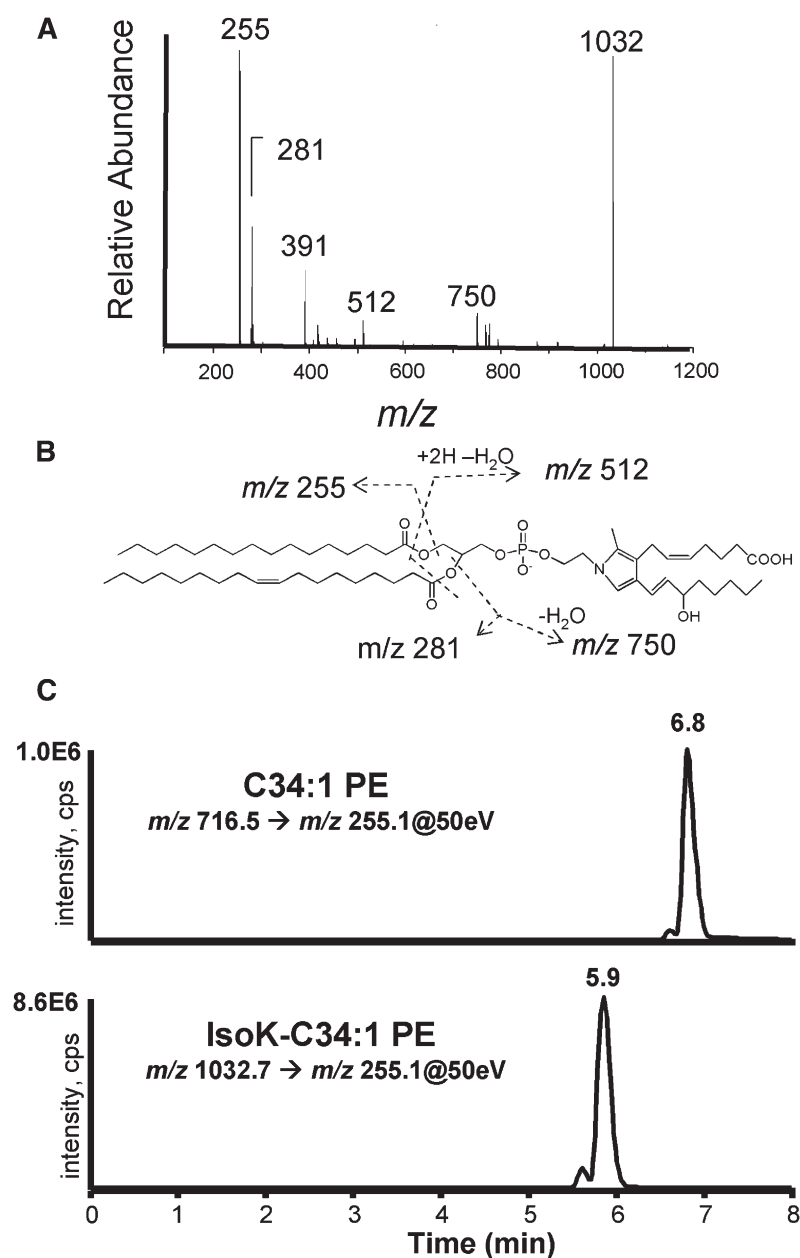 A
Relative Abundance
255
281
391
512
750
1032
200
400
600
800
1000
1200
m/z
B
+2H –H₂O
m/z 255
m/z 512
O
O
O
O
O
P
O
O⁻
O
N
COOH
OH
-H₂O
m/z 281
m/z 750
C
6.8
1.0E6
intensity, cps
C34:1 PE
m/z 716.5 → m/z 255.1@50eV
5.9
8.6E6
intensity, cps
IsoK-C34:1 PE
m/z 1032.7 → m/z 255.1@50eV
0
1
2
3
4
5
6
7
8
Time (min)